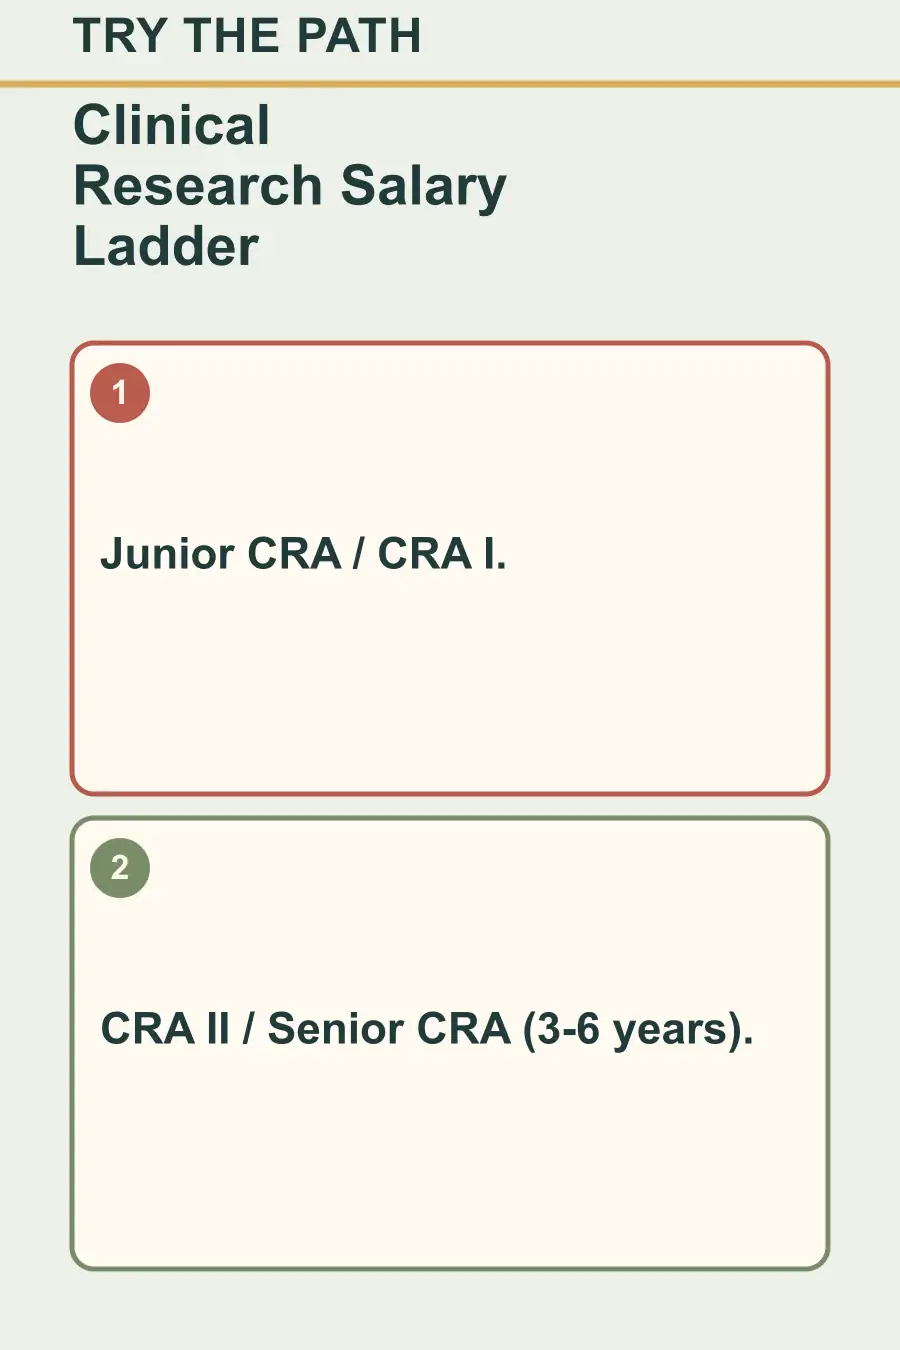 TRY THE PATH
Clinical
Research Salary
Ladder
1
Junior CRA / CRA I.
2
CRA II / Senior CRA (3-6 years).